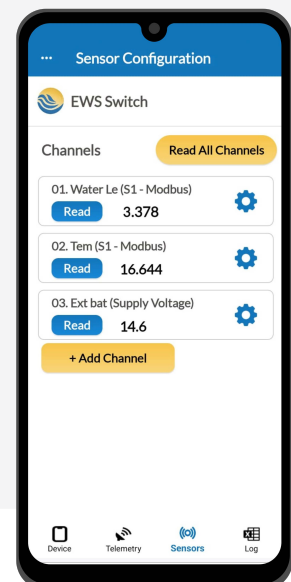 ... Sensor Configuration
EWS Switch
Channels Read All Channels
01. Water Le (S1 - Modbus)
Read 3.378
02. Tem (S1 - Modbus)
Read 16.644
03. Ext bat (Supply Voltage)
Read 14.6
+ Add Channel
Device Telemetry Sensors Log